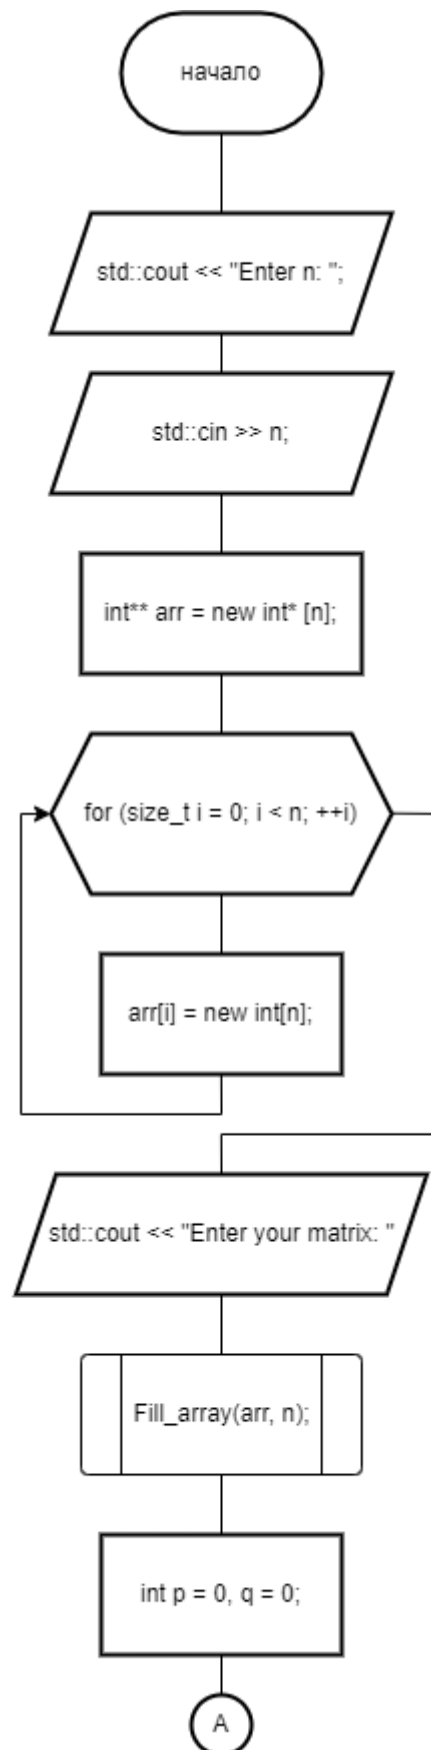 начало
std::cout << "Enter n: ";
std::cin >> n;
int** arr = new int* [n];
for (size_t i = 0; i < n; ++i)
arr[i] = new int[n];
std::cout << "Enter your matrix: "
Fill_array(arr, n);
int p = 0, q = 0;
A